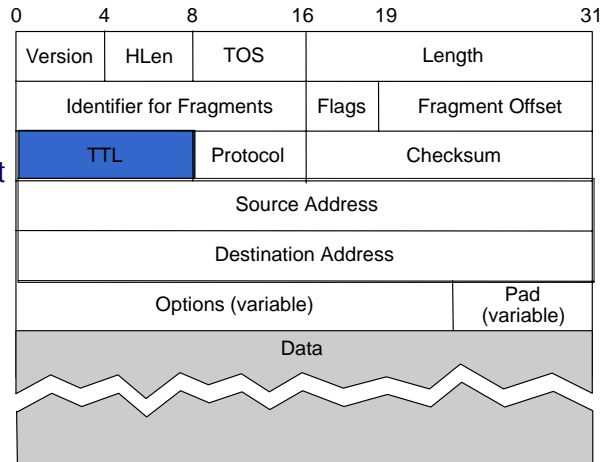 0 4 8 16 19 31
Version HLen TOS Length
Identifier for Fragments Flags Fragment Offset
TTL Protocol Checksum
t
Source Address
Destination Address
Options (variable) Pad (variable)
Data